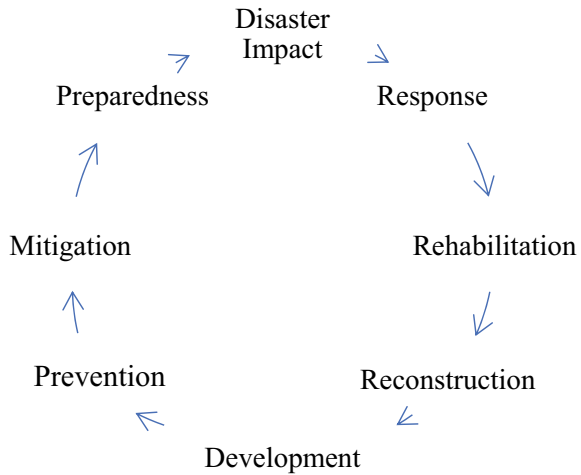 Disaster
Impact
Preparedness
Response
Mitigation
Rehabilitation
Prevention
Reconstruction
Development